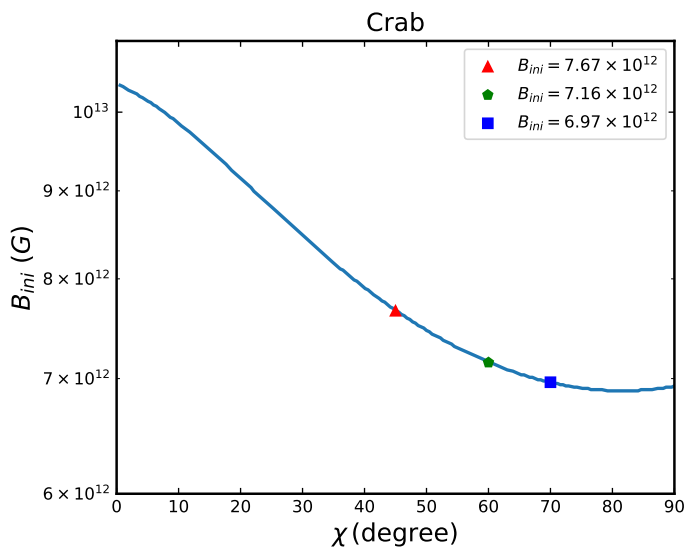 Crab
B_ini = 7.67 × 10^12
B_ini = 7.16 × 10^12
B_ini = 6.97 × 10^12
10^13
9 × 10^12
8 × 10^12
7 × 10^12
6 × 10^12
B_ini (G)
0 10 20 30 40 50 60 70 80 90
χ (degree)